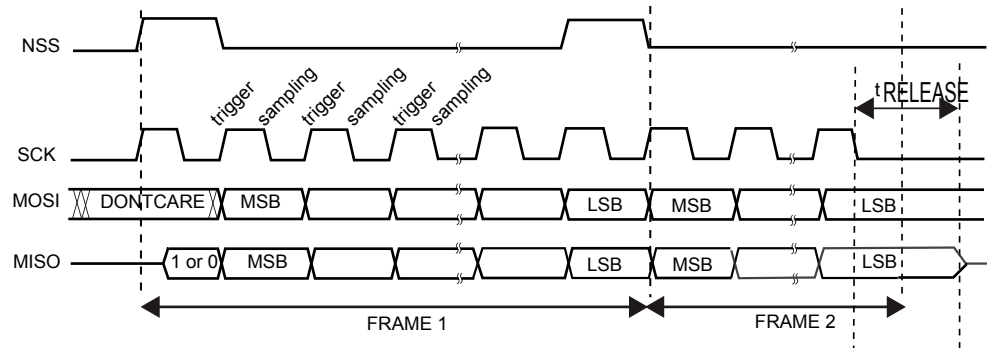 NSS
trigger sampling trigger sampling trigger sampling
tRELEASE
SCK
MOSI DONTCARE MSB LSB MSB LSB
MISO 1 or 0 MSB LSB MSB LSB
FRAME 1 FRAME 2